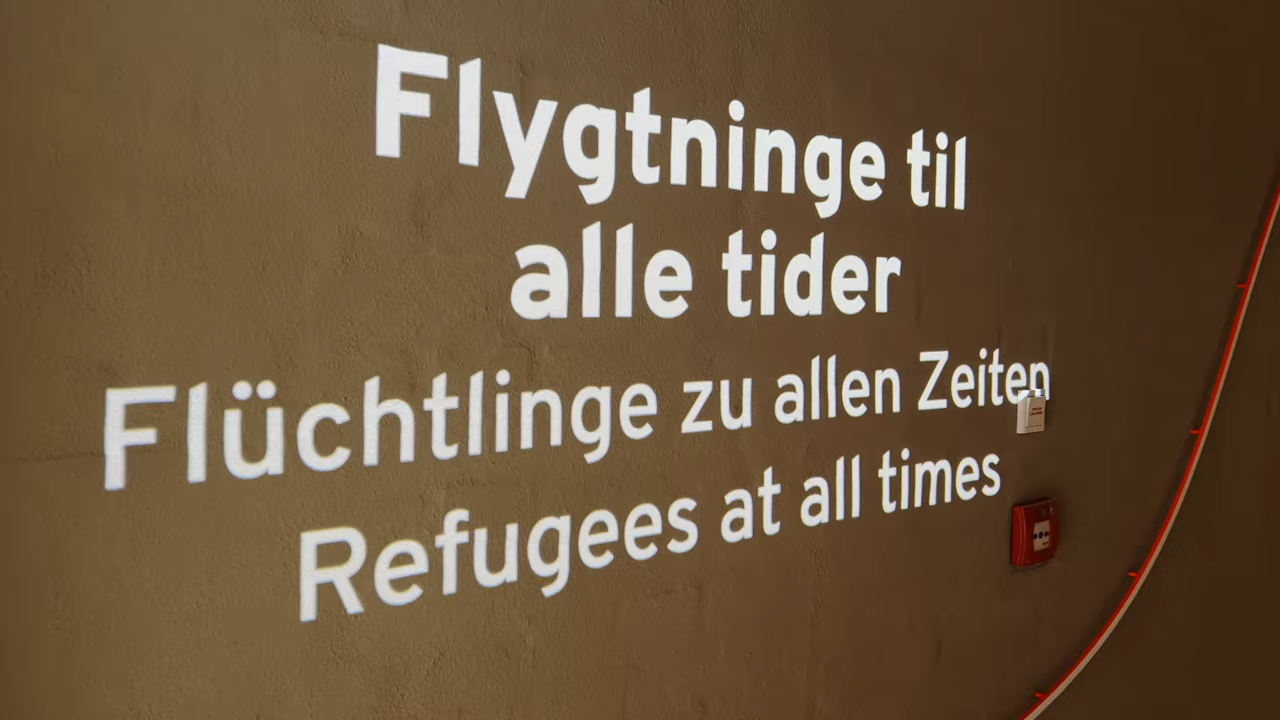 Flygtninge til
alle tider
Flüchtlinge zu allen Zeiten
Refugees at all times